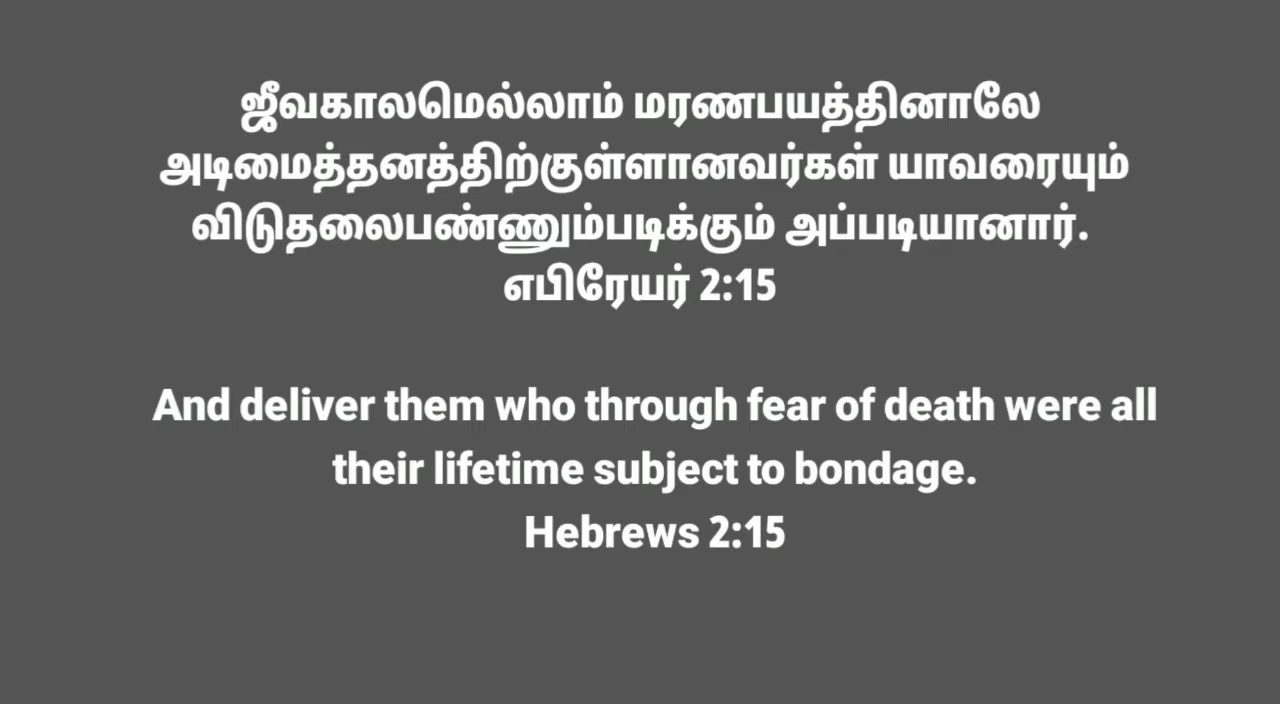 ஜீவகாலமெல்லாம் மரணபயத்தினாலே
அடிமைத்தனத்திற்குள்ளானவர்கள் யாவரையும்
விடுதலைபண்ணும்படிக்கும் அப்படியானார்.
எபிரேயர் 2:15
And deliver them who through fear of death were all
their lifetime subject to bondage.
Hebrews 2:15